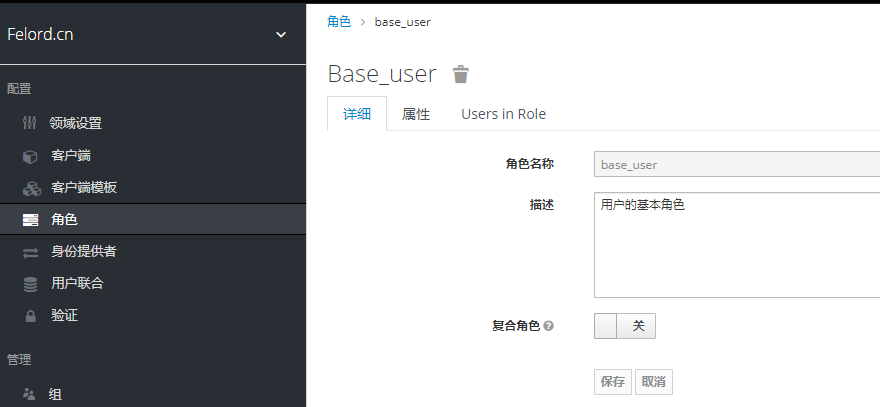 Felord.cn
配置
领域设置
客户端
客户端模板
角色
身份提供者
用户联合
验证
管理
组
角色 > base_user
Base_user
详细 属性 Users in Role
角色名称 base_user
描述 用户的基本角色
复合角色 关
保存 取消